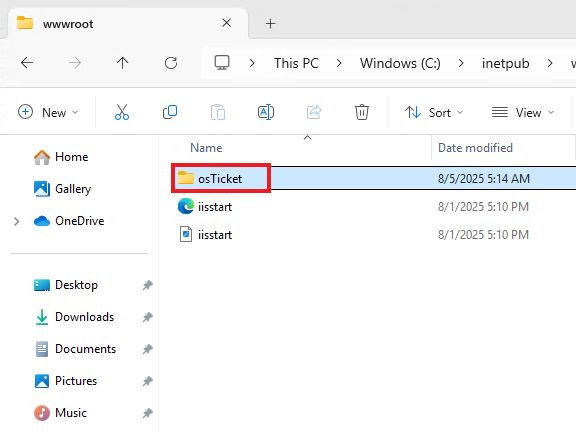 wwwroot
This PC
Windows (C:)
inetpub
New
Sort
View
Name
Date modified
Home
Gallery
OneDrive
Desktop
Downloads
Documents
Pictures
Music
osTicket
8/5/2025 5:14 AM
iisstart
8/1/2025 5:10 PM
iisstart
8/1/2025 5:10 PM